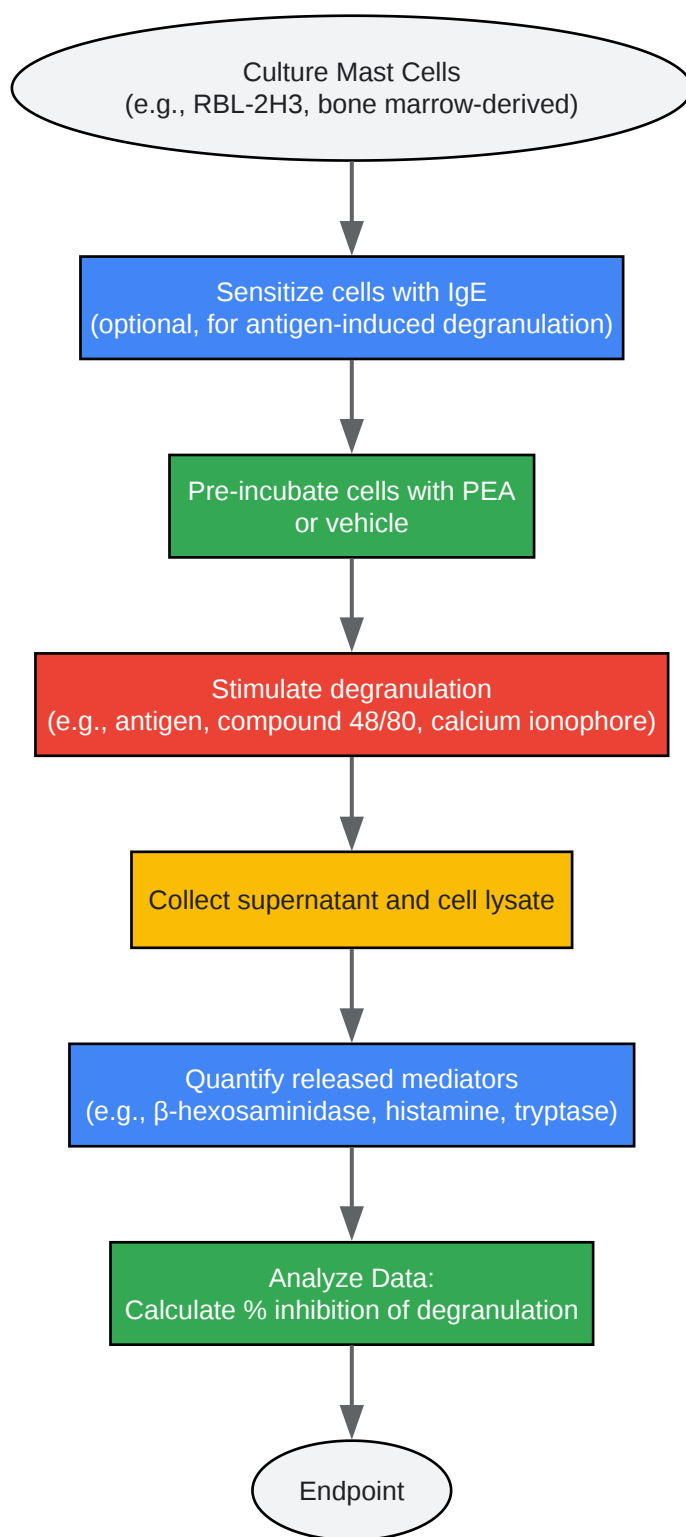 Culture Mast Cells
(e.g., RBL-2H3, bone marrow-derived)
Sensitize cells with IgE
(optional, for antigen-induced degranulation)
Pre-incubate cells with PEA
or vehicle
Stimulate degranulation
(e.g., antigen, compound 48/80, calcium ionophore)
Collect supernatant and cell lysate
Quantify released mediators
(e.g., β-hexosaminidase, histamine, tryptase)
Analyze Data:
Calculate % inhibition of degranulation
Endpoint